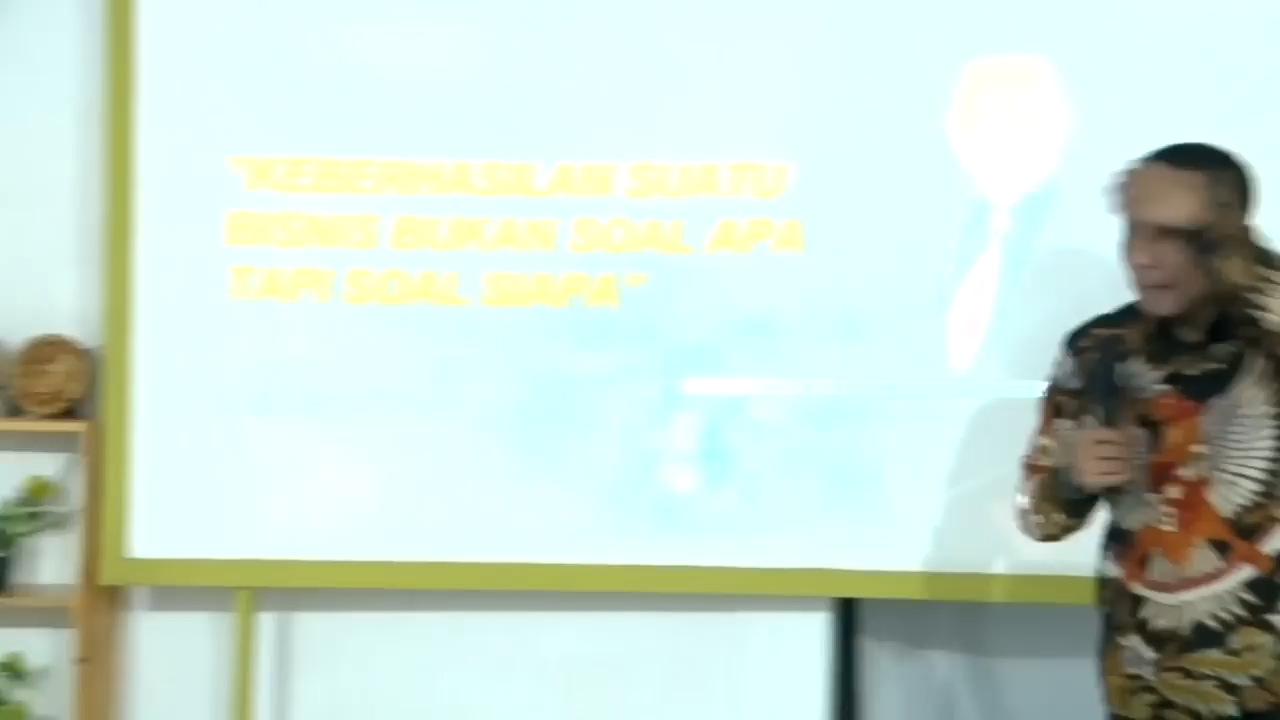 "KEBERHASILAN SUATU
BISNIS BUKAN SOAL APA
TAPI SOAL SIAPA"